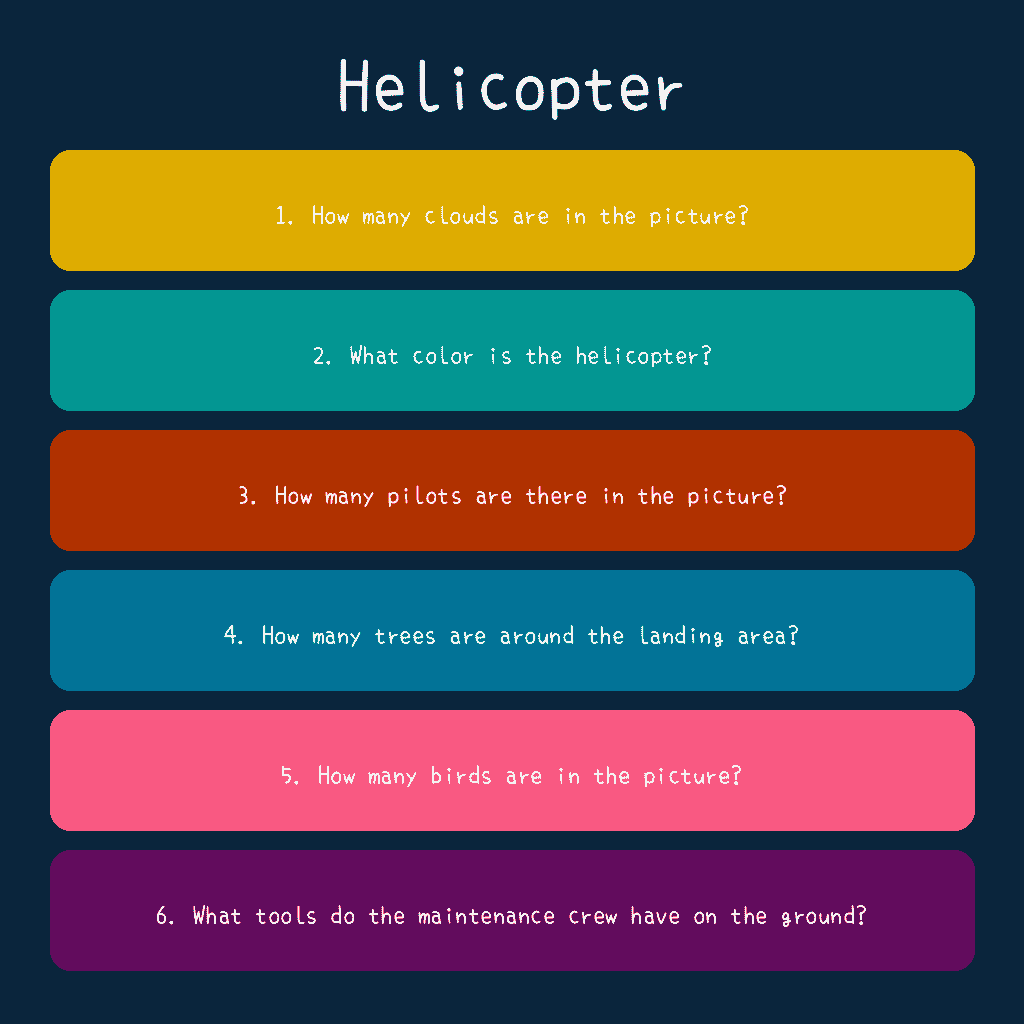 Helicopter
1. How many clouds are in the picture?
2. What color is the helicopter?
3. How many pilots are there in the picture?
4. How many trees are around the landing area?
5. How many birds are in the picture?
6. What tools do the maintenance crew have on the ground?